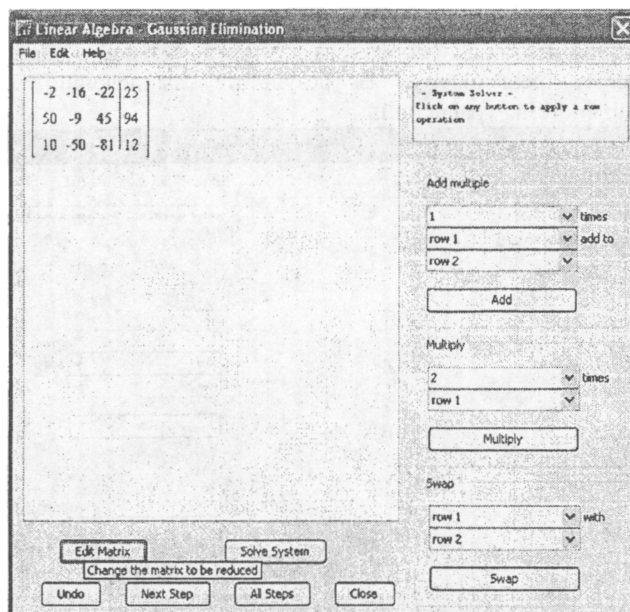 Linear Algebra - Gaussian Elimination
File Edit Help
-2 -16 -22 25
50 -9 45 94
10 -50 -81 12
- System Solver -
Click on any button to apply a row
operation
Add multiple
1 times
row 1 add to
row 2
Add
Multiply
2 times
row 1
Multiply
Swap
row 1 with
row 2
Swap
Edit Matrix Solve System
Change the matrix to be reduced
Undo Next Step All Steps Close